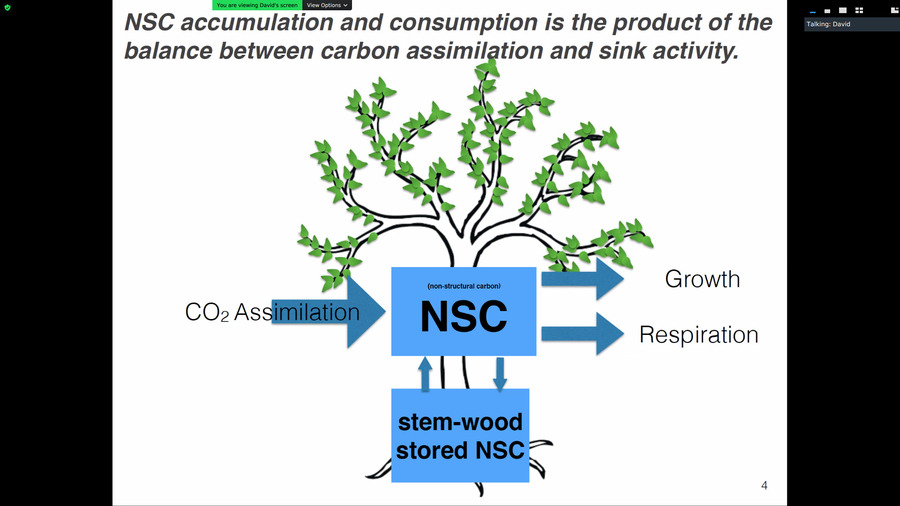 You are viewing David's screen
View Options
Talking: David
NSC accumulation and consumption is the product of the
balance between carbon assimilation and sink activity.
(non-structural carbon)
NSC
CO₂ Assimilation
Growth
Respiration
stem-wood
stored NSC
4